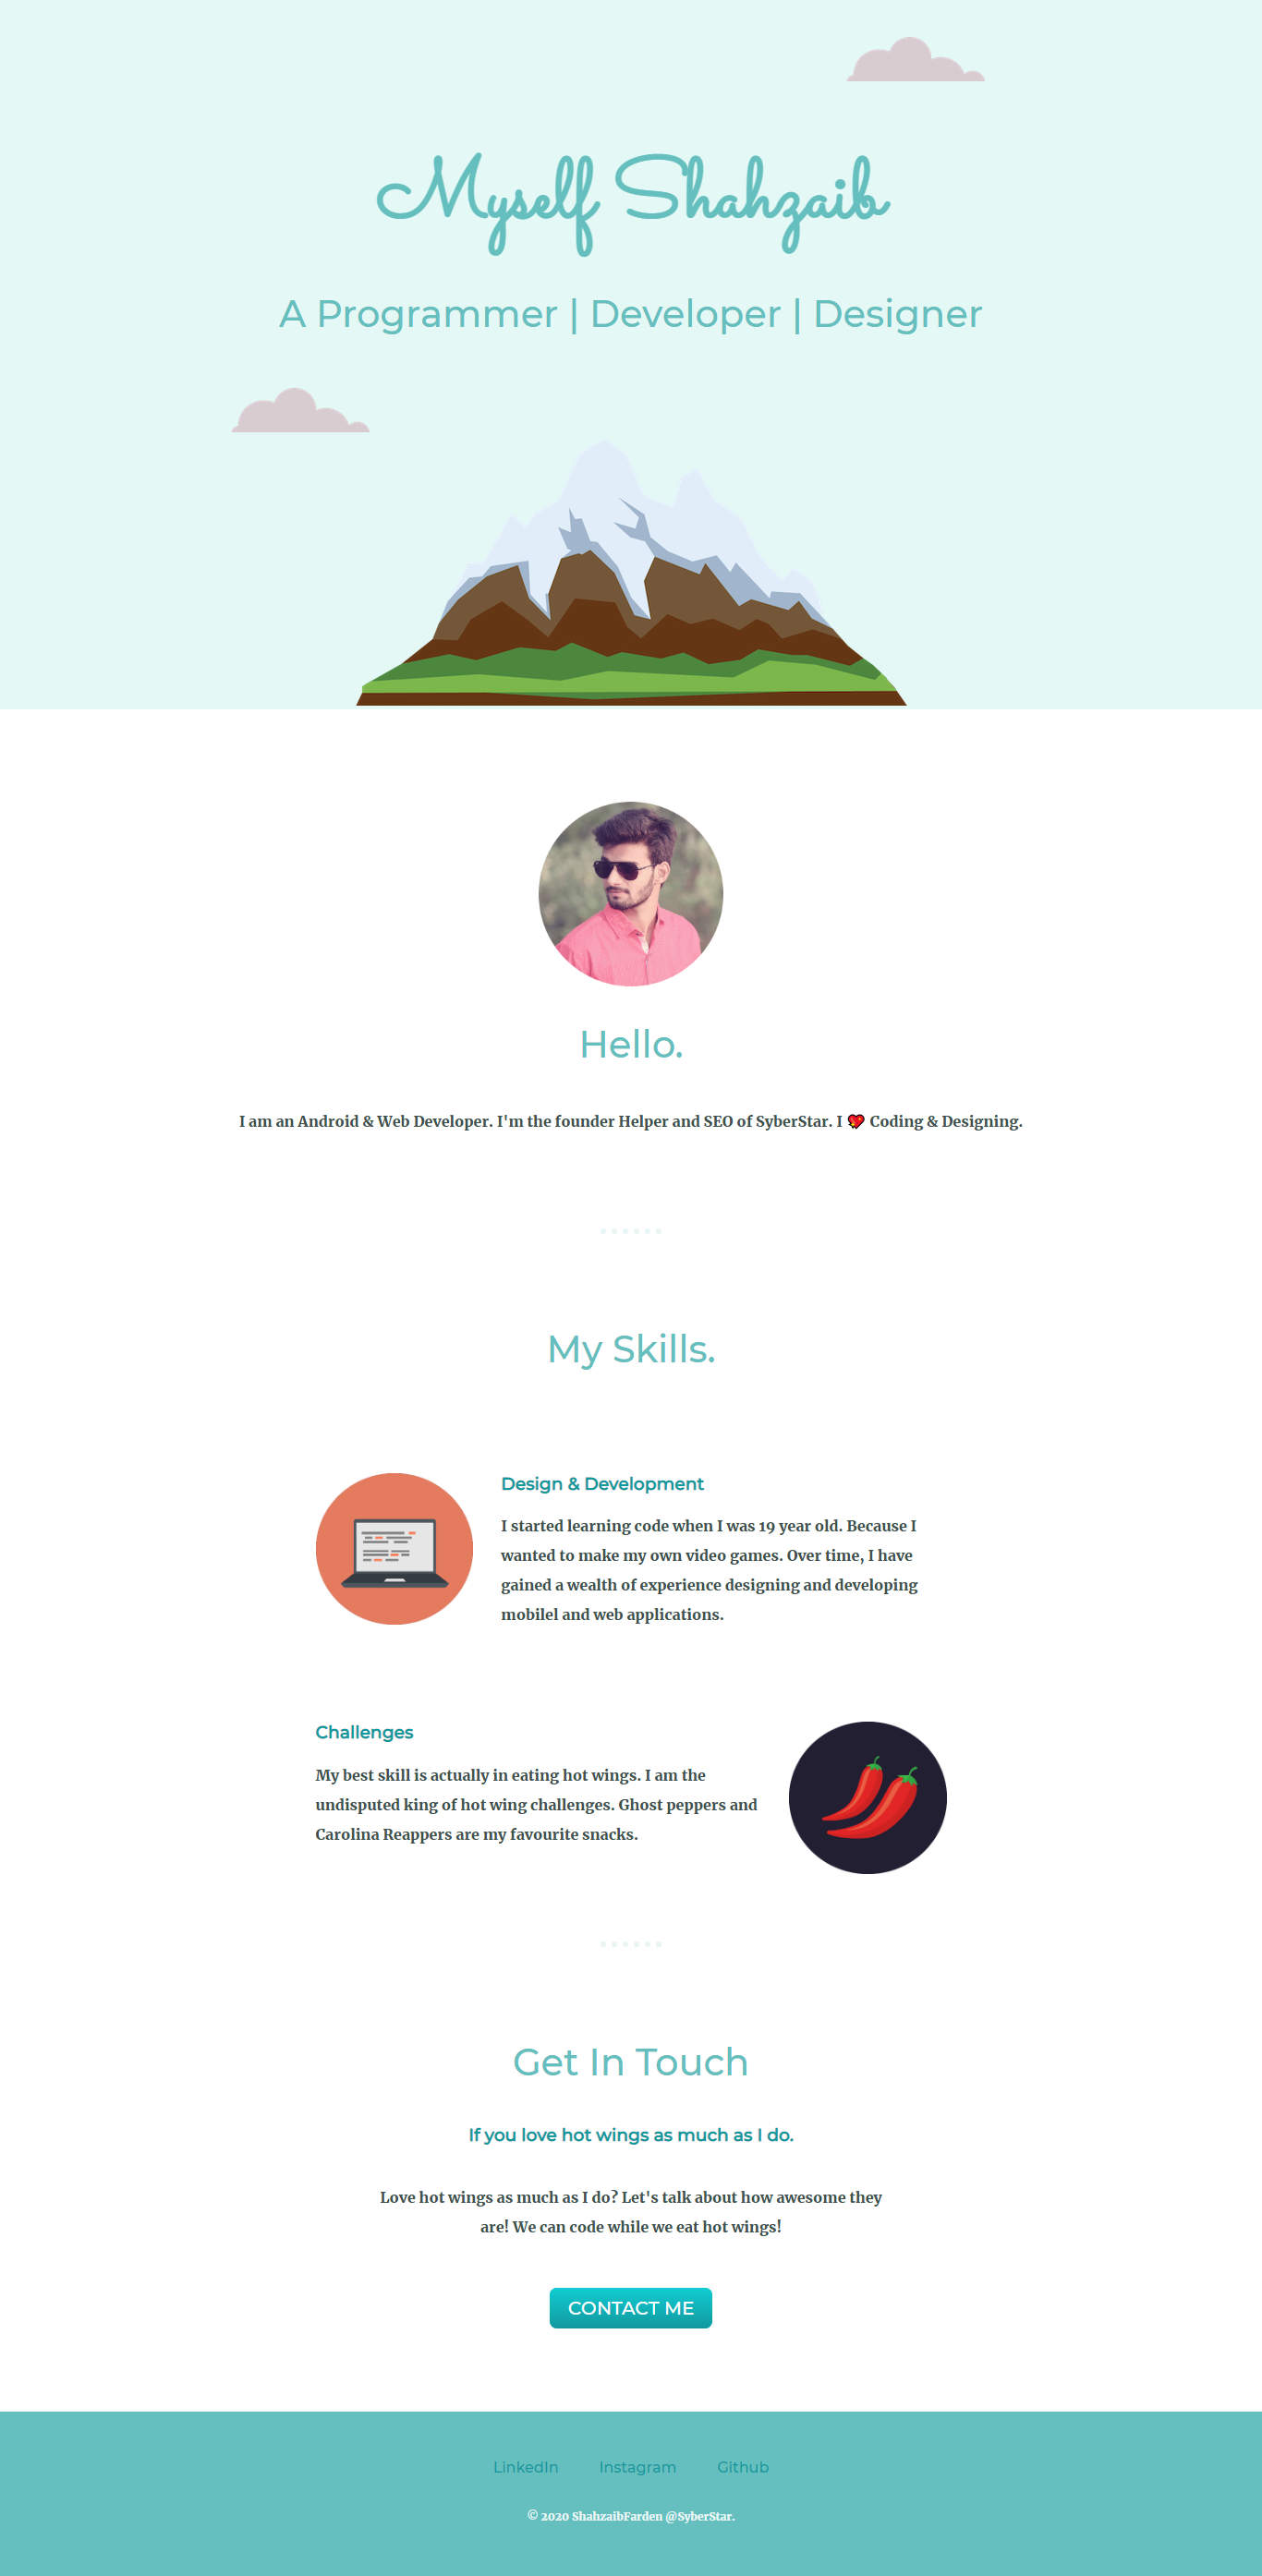 Myself Shahzaib
A Programmer | Developer | Designer
Hello.
I am an Android & Web Developer. I'm the founder Helper and SEO of SyberStar. I 💘 Coding & Designing.
My Skills.
Design & Development
I started learning code when I was 19 year old. Because I
wanted to make my own video games. Over time, I have
gained a wealth of experience designing and developing
mobilel and web applications.
Challenges
My best skill is actually in eating hot wings. I am the
undisputed king of hot wing challenges. Ghost peppers and
Carolina Reappers are my favourite snacks.
Get In Touch
If you love hot wings as much as I do.
Love hot wings as much as I do? Let's talk about how awesome they
are! We can code while we eat hot wings!
CONTACT ME
LinkedIn Instagram Github
© 2020 ShahzaibFarden @SyberStar.